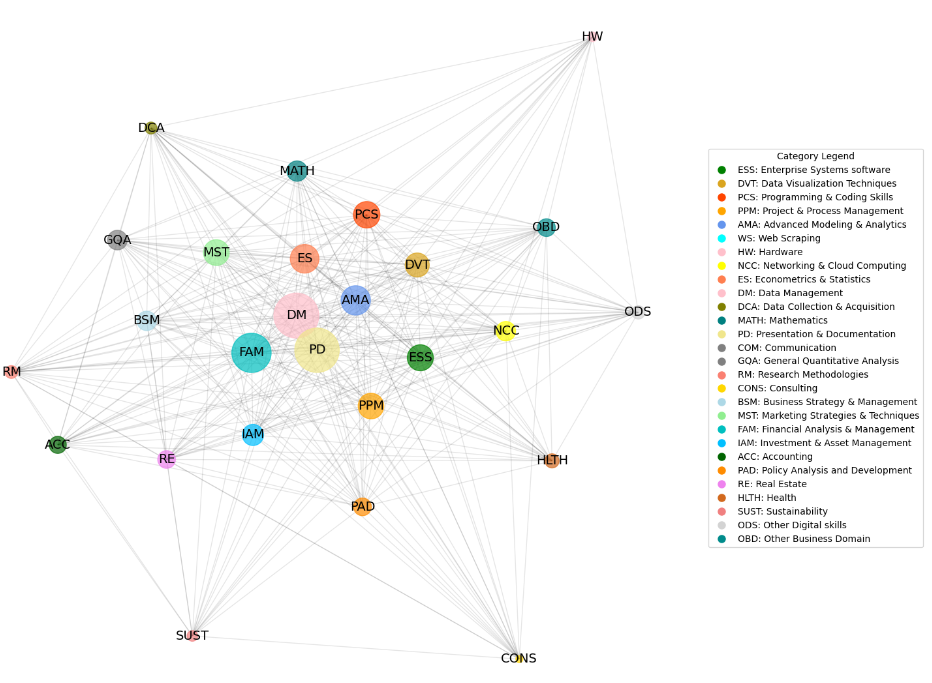 HW
DCA
MATH
PCS
OBD
GQA
MST
ES
DVT
AMA
DM
ODS
BSM
NCC
FAM
PD
ESS
RM
PPM
IAM
ACC
RE
HLTH
PAD
SUST
CONS
Category Legend
ESS: Enterprise Systems software
DVT: Data Visualization Techniques
PCS: Programming & Coding Skills
PPM: Project & Process Management
AMA: Advanced Modeling & Analytics
WS: Web Scraping
HW: Hardware
NCC: Networking & Cloud Computing
ES: Econometrics & Statistics
DM: Data Management
DCA: Data Collection & Acquisition
MATH: Mathematics
PD: Presentation & Documentation
COM: Communication
GQA: General Quantitative Analysis
RM: Research Methodologies
CONS: Consulting
BSM: Business Strategy & Management
MST: Marketing Strategies & Techniques
FAM: Financial Analysis & Management
IAM: Investment & Asset Management
ACC: Accounting
PAD: Policy Analysis and Development
RE: Real Estate
HLTH: Health
SUST: Sustainability
ODS: Other Digital skills
OBD: Other Business Domain